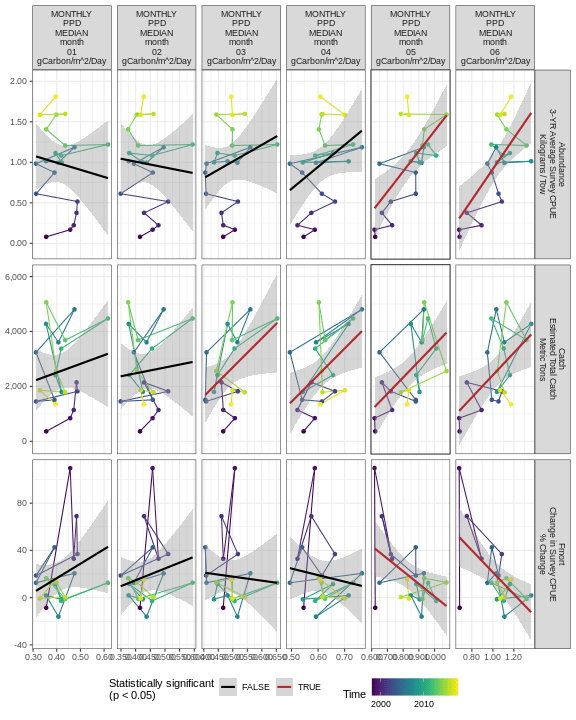 MONTHLY
PPD
MEDIAN
month
01
gCarbon/m^2/Day
MONTHLY
PPD
MEDIAN
month
02
gCarbon/m^2/Day
MONTHLY
PPD
MEDIAN
month
03
gCarbon/m^2/Day
MONTHLY
PPD
MEDIAN
month
04
gCarbon/m^2/Day
MONTHLY
PPD
MEDIAN
month
05
gCarbon/m^2/Day
MONTHLY
PPD
MEDIAN
month
06
gCarbon/m^2/Day
2.00
1.50
1.00
0.50
0.00
Abundance
3-YR Average Survey CPUE
Kilograms / Tow
6,000
4,000
2,000
0
Catch
Estimated Total Catch
Metric Tons
80
40
0
-40
Fmort
Change in Survey CPUE
% Change
0.30 0.40 0.50 0.60
0.50 0.60 0.70
0.80 1.00 1.20
Statistically significant
(p < 0.05)
FALSE TRUE
Time
2000 2010